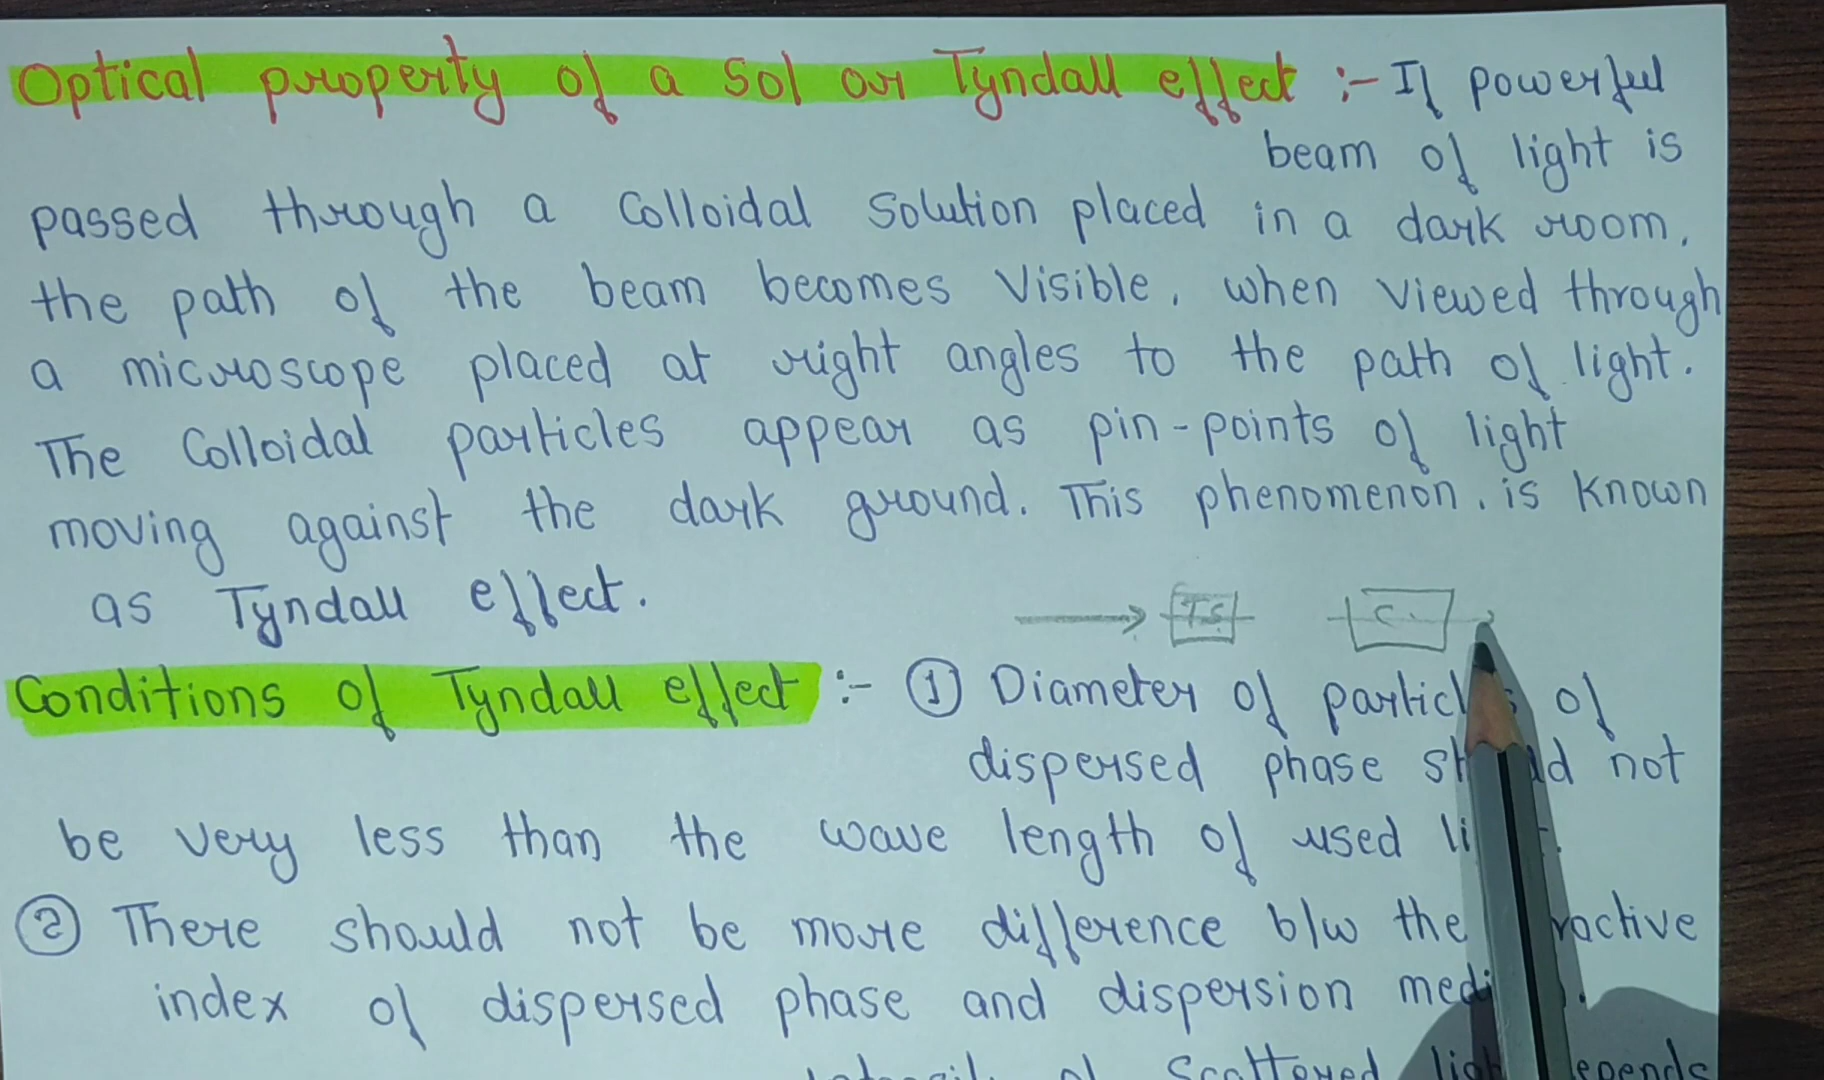 Optical property of a Sol or Tyndall effect :- If powerful
beam of light is
passed through a Colloidal Solution placed in a dark room,
the path of the beam becomes Visible, when viewed through
a microscope placed at right angles to the path of light.
The Colloidal particles appear as pin-points of light
moving against the dark ground. This phenomenon is known
as Tyndall effect.
TS C
Conditions of Tyndall effect :- ① Diameter of of
dispersed phase not
be very less than the wave length of used
② There should not be more difference b/w the
index of dispersed phase and dispersion
of Scattered